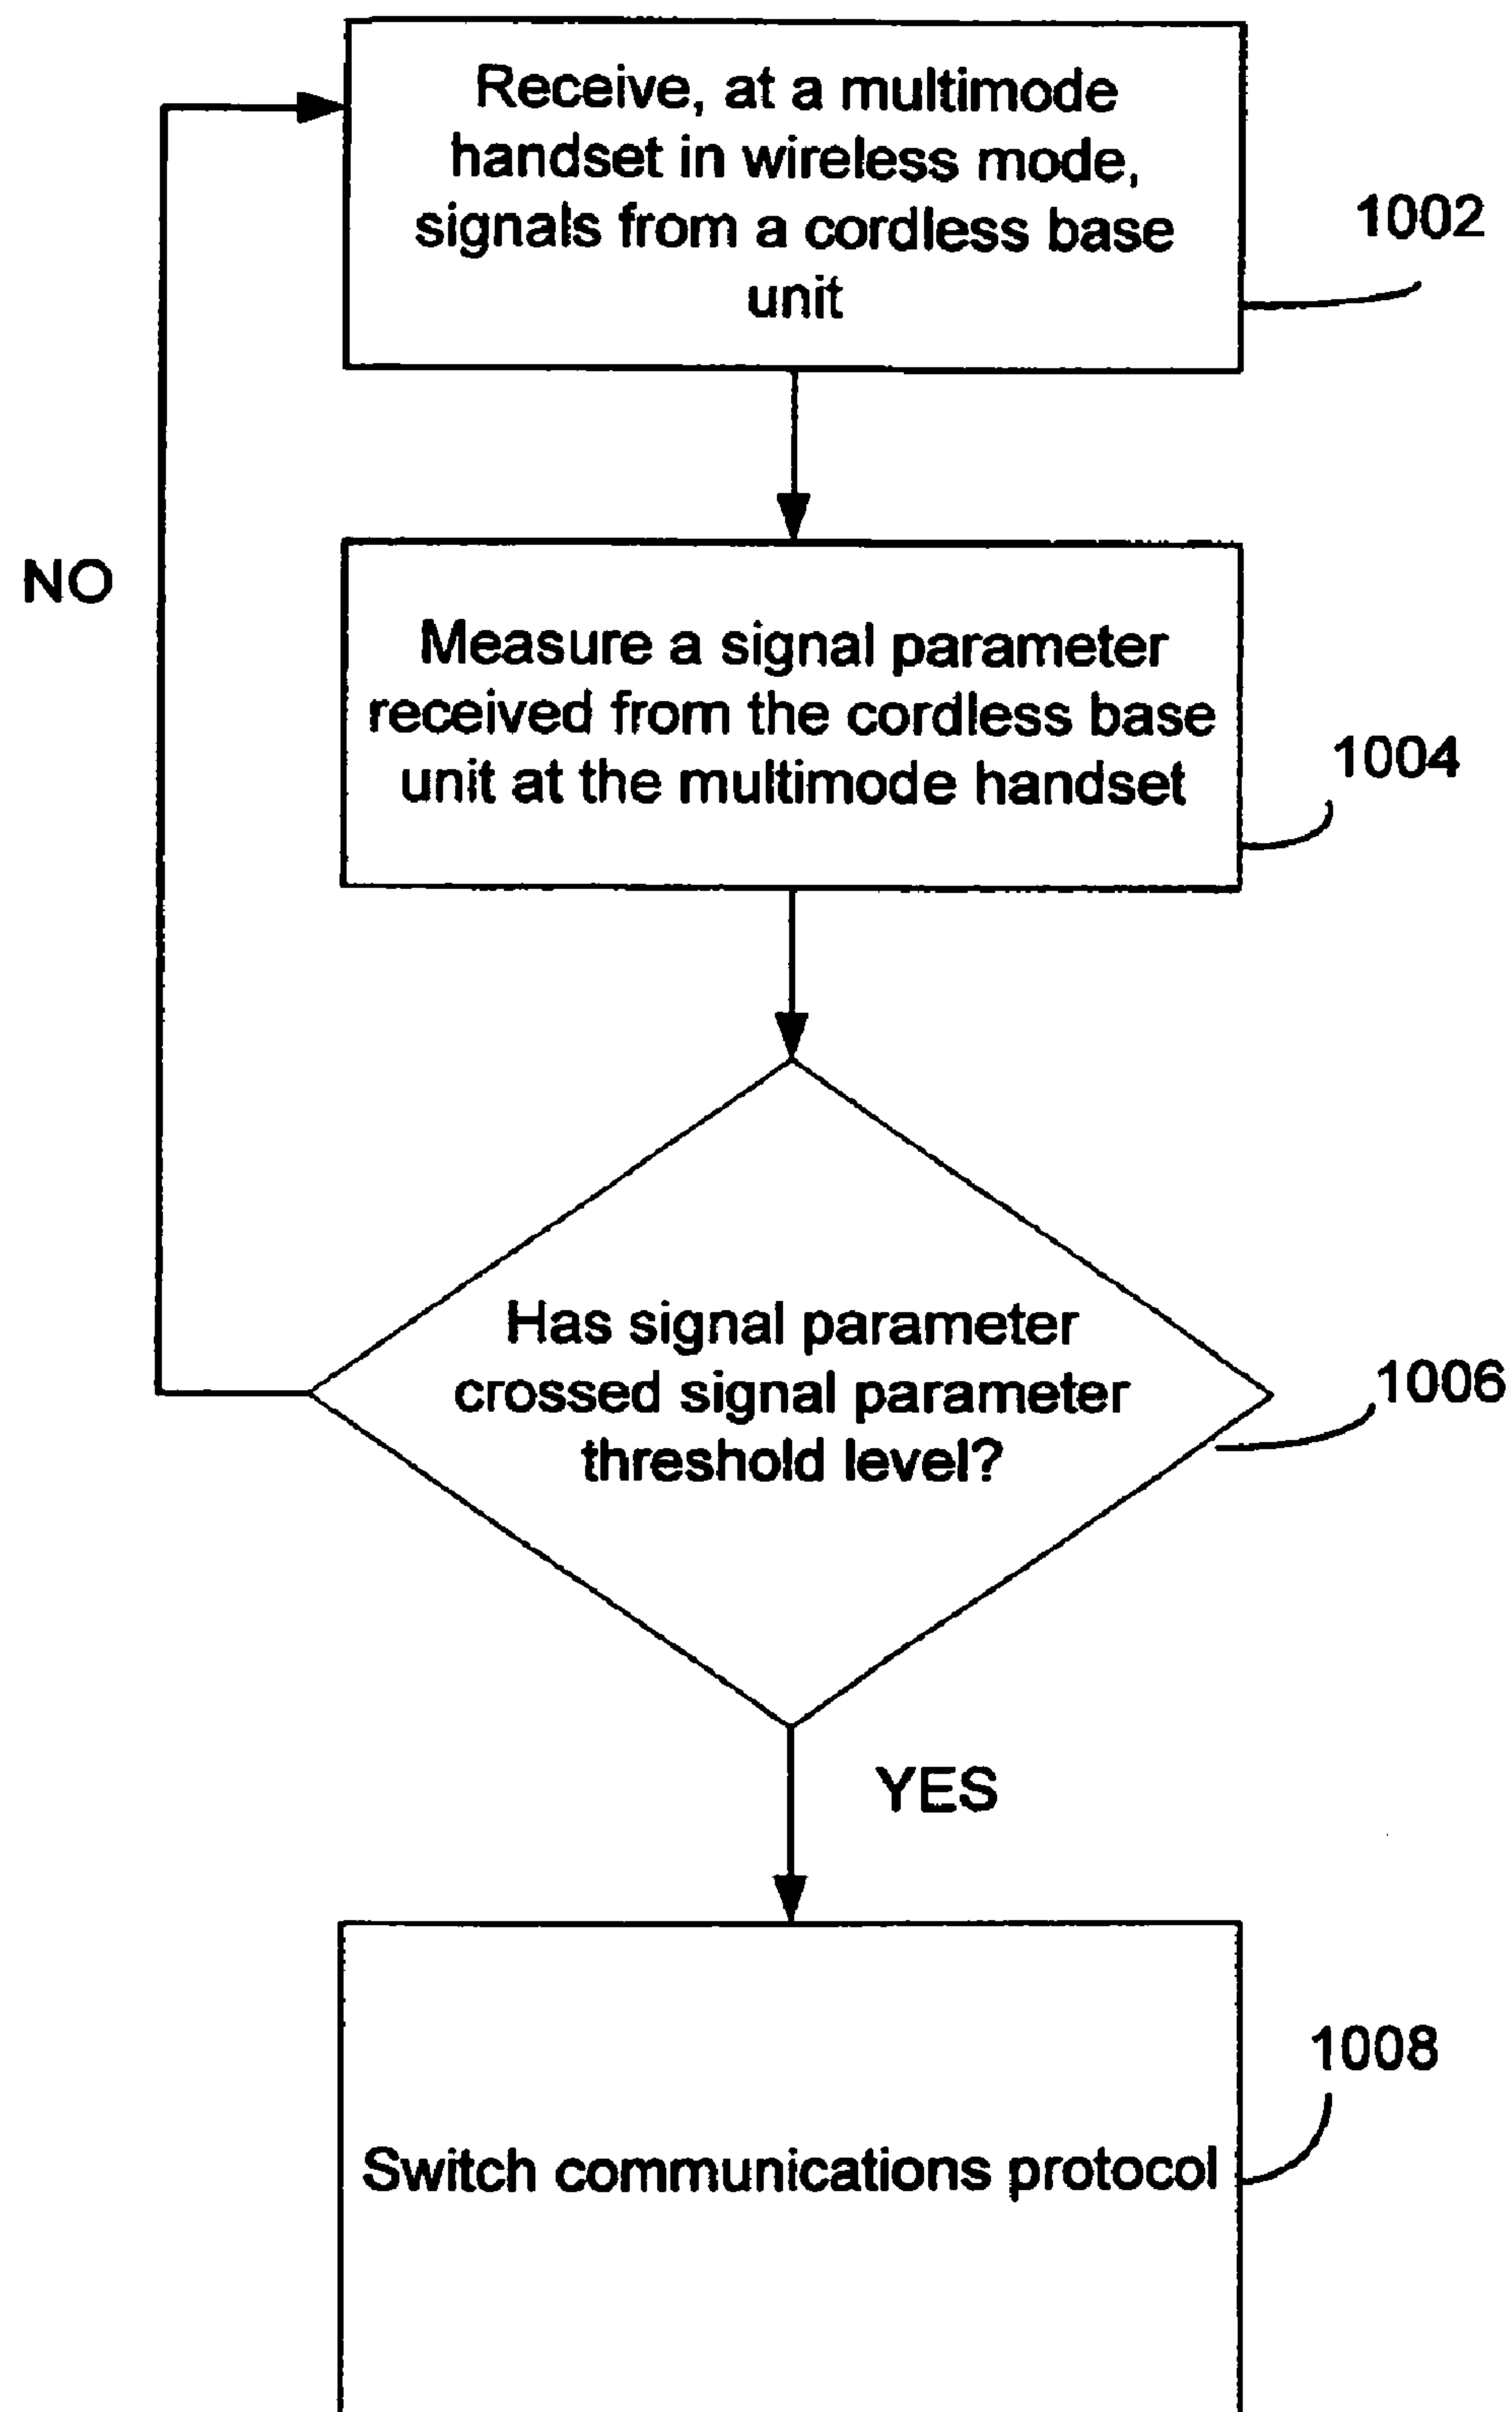 Receive, at a multimode
handset in wireless mode,
signals from a cordless base
unit
1002
NO
Measure a signal parameter
received from the cordless base
unit at the multimode handset
1004
Has signal parameter
crossed signal parameter
threshold level?
1006
YES
1008
Switch communications protocol